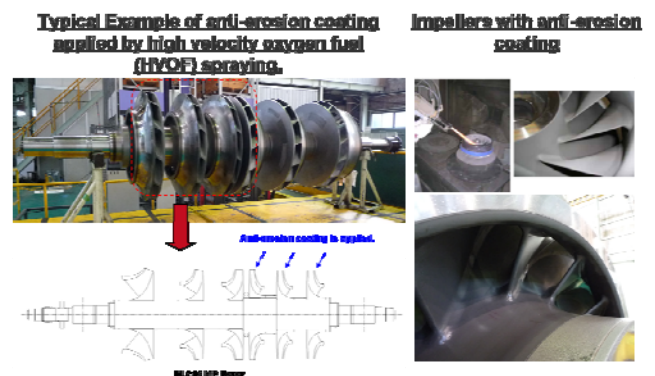 Typical Example of anti-erosion coating
applied by high velocity oxygen fuel
(HVOF) spraying.
Impellers with anti-erosion
coating
Anti-erosion coating is applied.